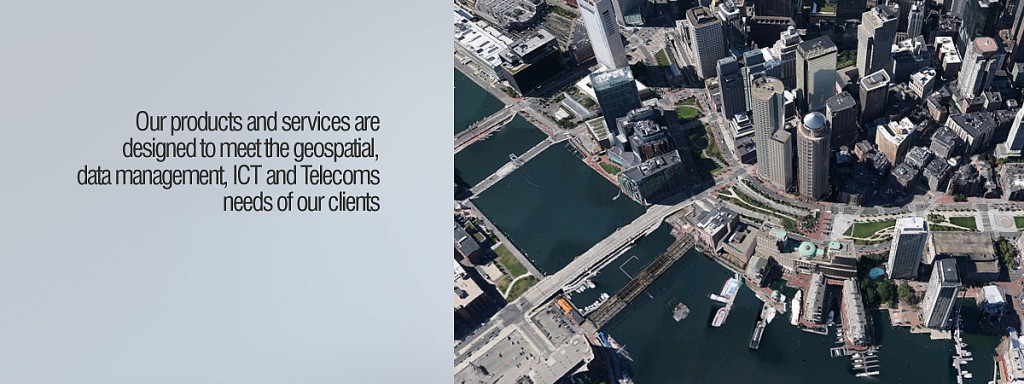 Our products and services are
designed to meet the geospatial,
data management, ICT and Telecoms
needs of our clients